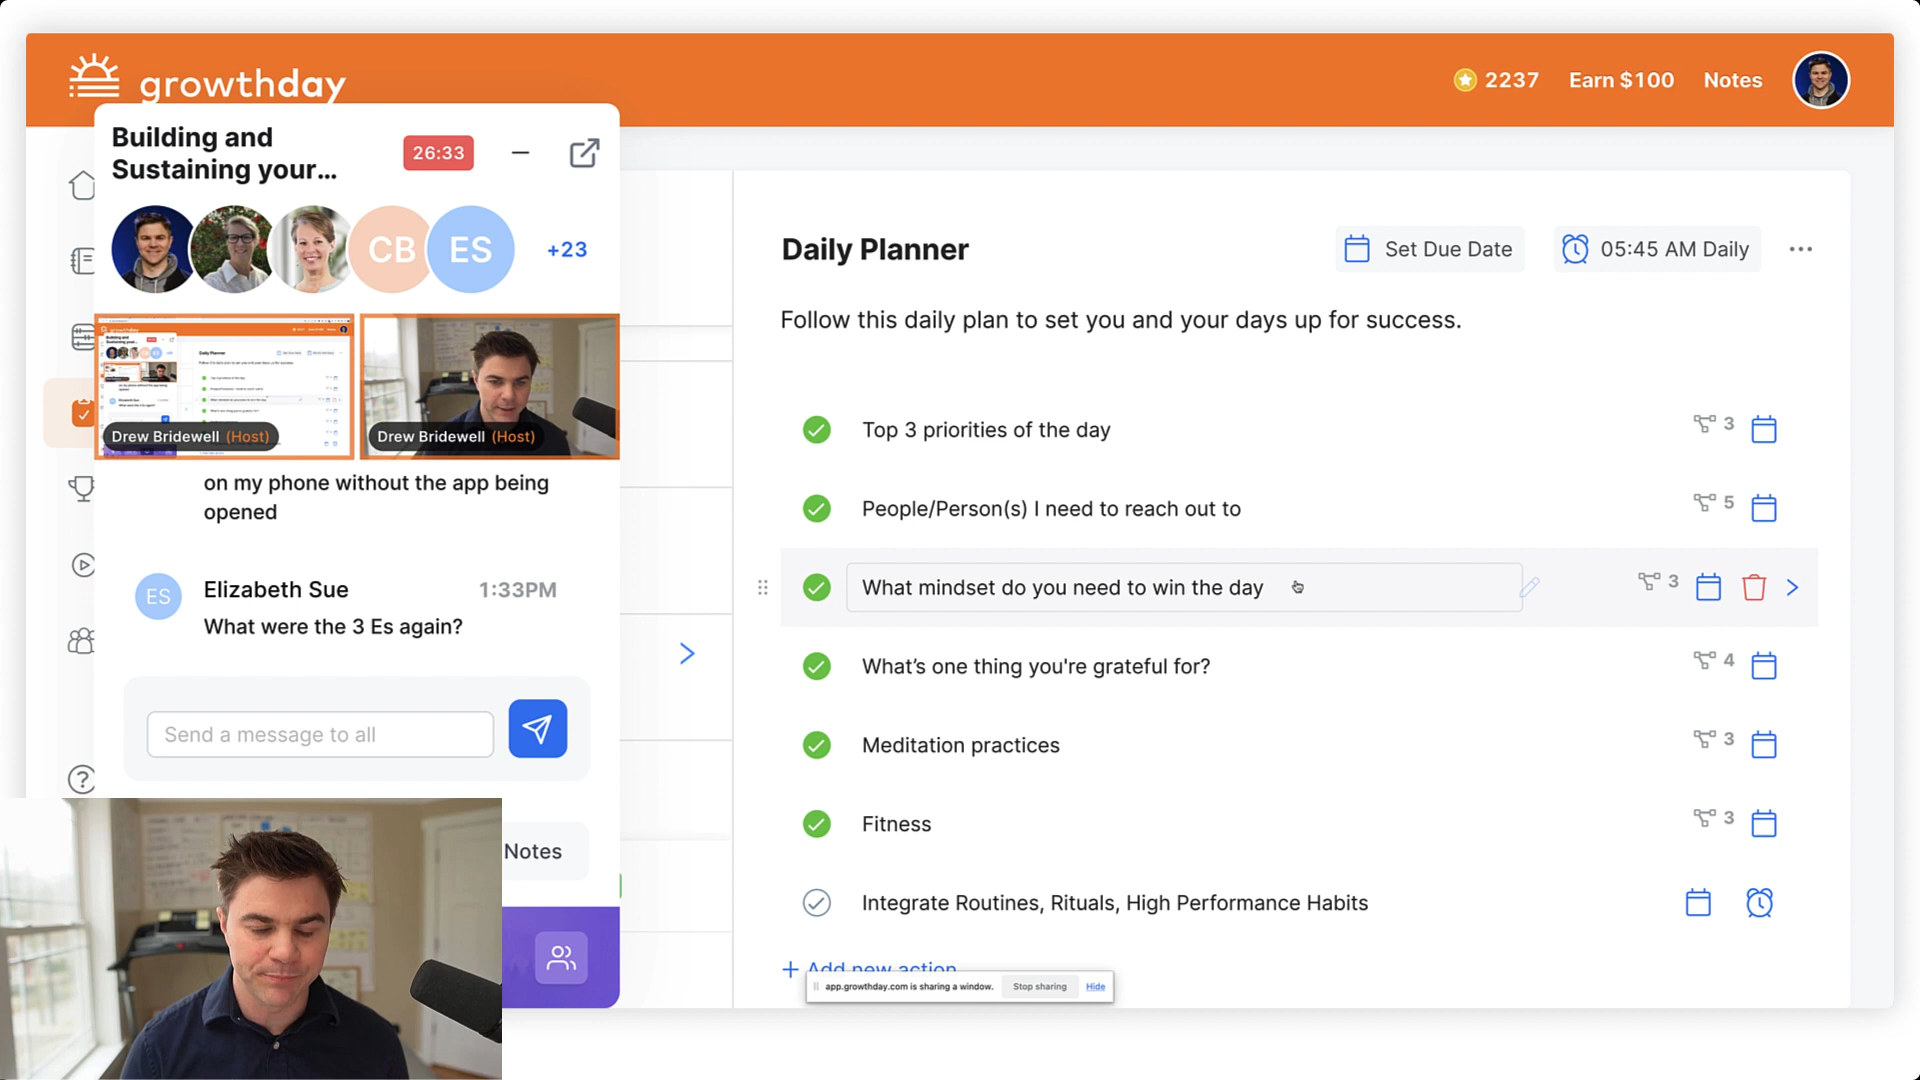 growthday
2237
Earn $100
Notes
Building and
Sustaining your...
26:33
CB
ES
+23
Drew Bridewell (Host)
Drew Bridewell (Host)
on my phone without the app being
opened
ES
Elizabeth Sue
1:33PM
What were the 3 Es again?
Send a message to all
Notes
Daily Planner
Set Due Date
05:45 AM Daily
Follow this daily plan to set you and your days up for success.
Top 3 priorities of the day
3
People/Person(s) I need to reach out to
5
What mindset do you need to win the day
3
What’s one thing you're grateful for?
4
Meditation practices
3
Fitness
3
Integrate Routines, Rituals, High Performance Habits
+ Add new action
app.growthday.com is sharing a window.
Stop sharing
Hide